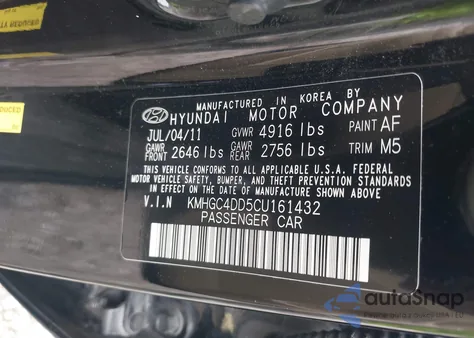 MANUFACTURED IN KOREA BY
HYUNDAI MOTOR COMPANY
JUL/04/11 GVWR 4916 lbs PAINT AF
GAWR FRONT 2646 lbs GAWR REAR 2756 lbs TRIM M5
THIS VEHICLE CONFORMS TO ALL APPLICABLE U.S.A. FEDERAL
MOTOR VEHICLE SAFETY, BUMPER, AND THEFT PREVENTION STANDARDS
IN EFFECT ON THE DATE OF MANUFACTURE SHOWN ABOVE.
V.I.N KMHGC4DD5CU161432
PASSENGER CAR
autoSnap